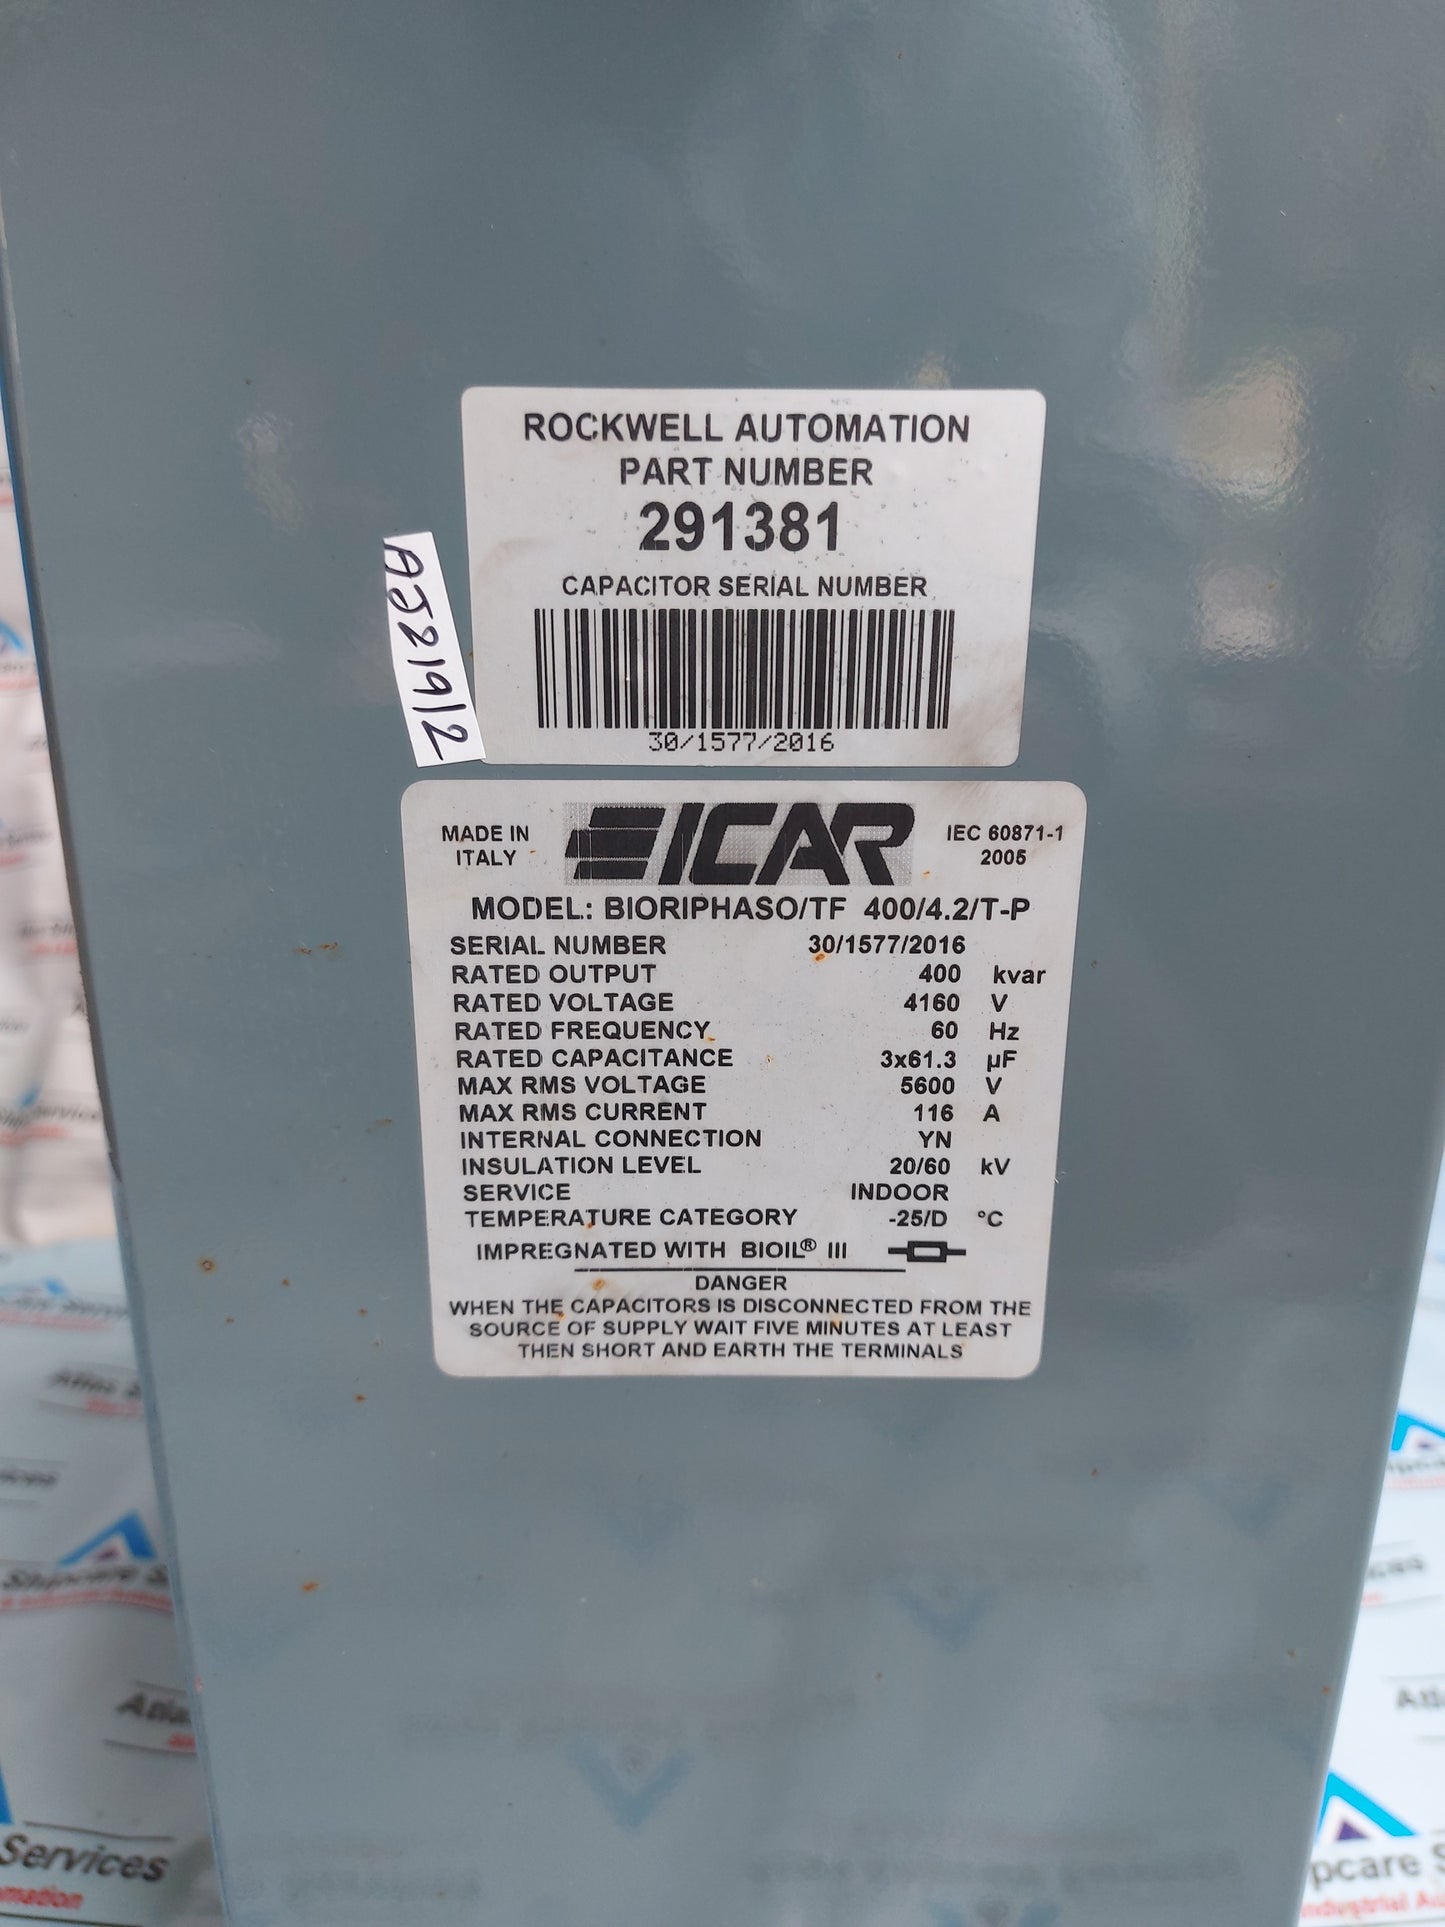 ROCKWELL AUTOMATION
PART NUMBER
291381
CAPACITOR SERIAL NUMBER
30/1577/2016
AJ219/2
MADE IN
ITALY
ICAR
IEC 60871-1
2005
MODEL: BIORIPHASO/TF 400/4.2/T-P
SERIAL NUMBER 30/1577/2016
RATED OUTPUT 400 kvar
RATED VOLTAGE 4160 V
RATED FREQUENCY 60 Hz
RATED CAPACITANCE 3x61.3 µF
MAX RMS VOLTAGE 5600 V
MAX RMS CURRENT 116 A
INTERNAL CONNECTION YN
INSULATION LEVEL 20/60 kV
SERVICE INDOOR
TEMPERATURE CATEGORY -25/D °C
IMPREGNATED WITH BIOIL® III
DANGER
WHEN THE CAPACITORS IS DISCONNECTED FROM THE
SOURCE OF SUPPLY WAIT FIVE MINUTES AT LEAST
THEN SHORT AND EARTH THE TERMINALS
Services